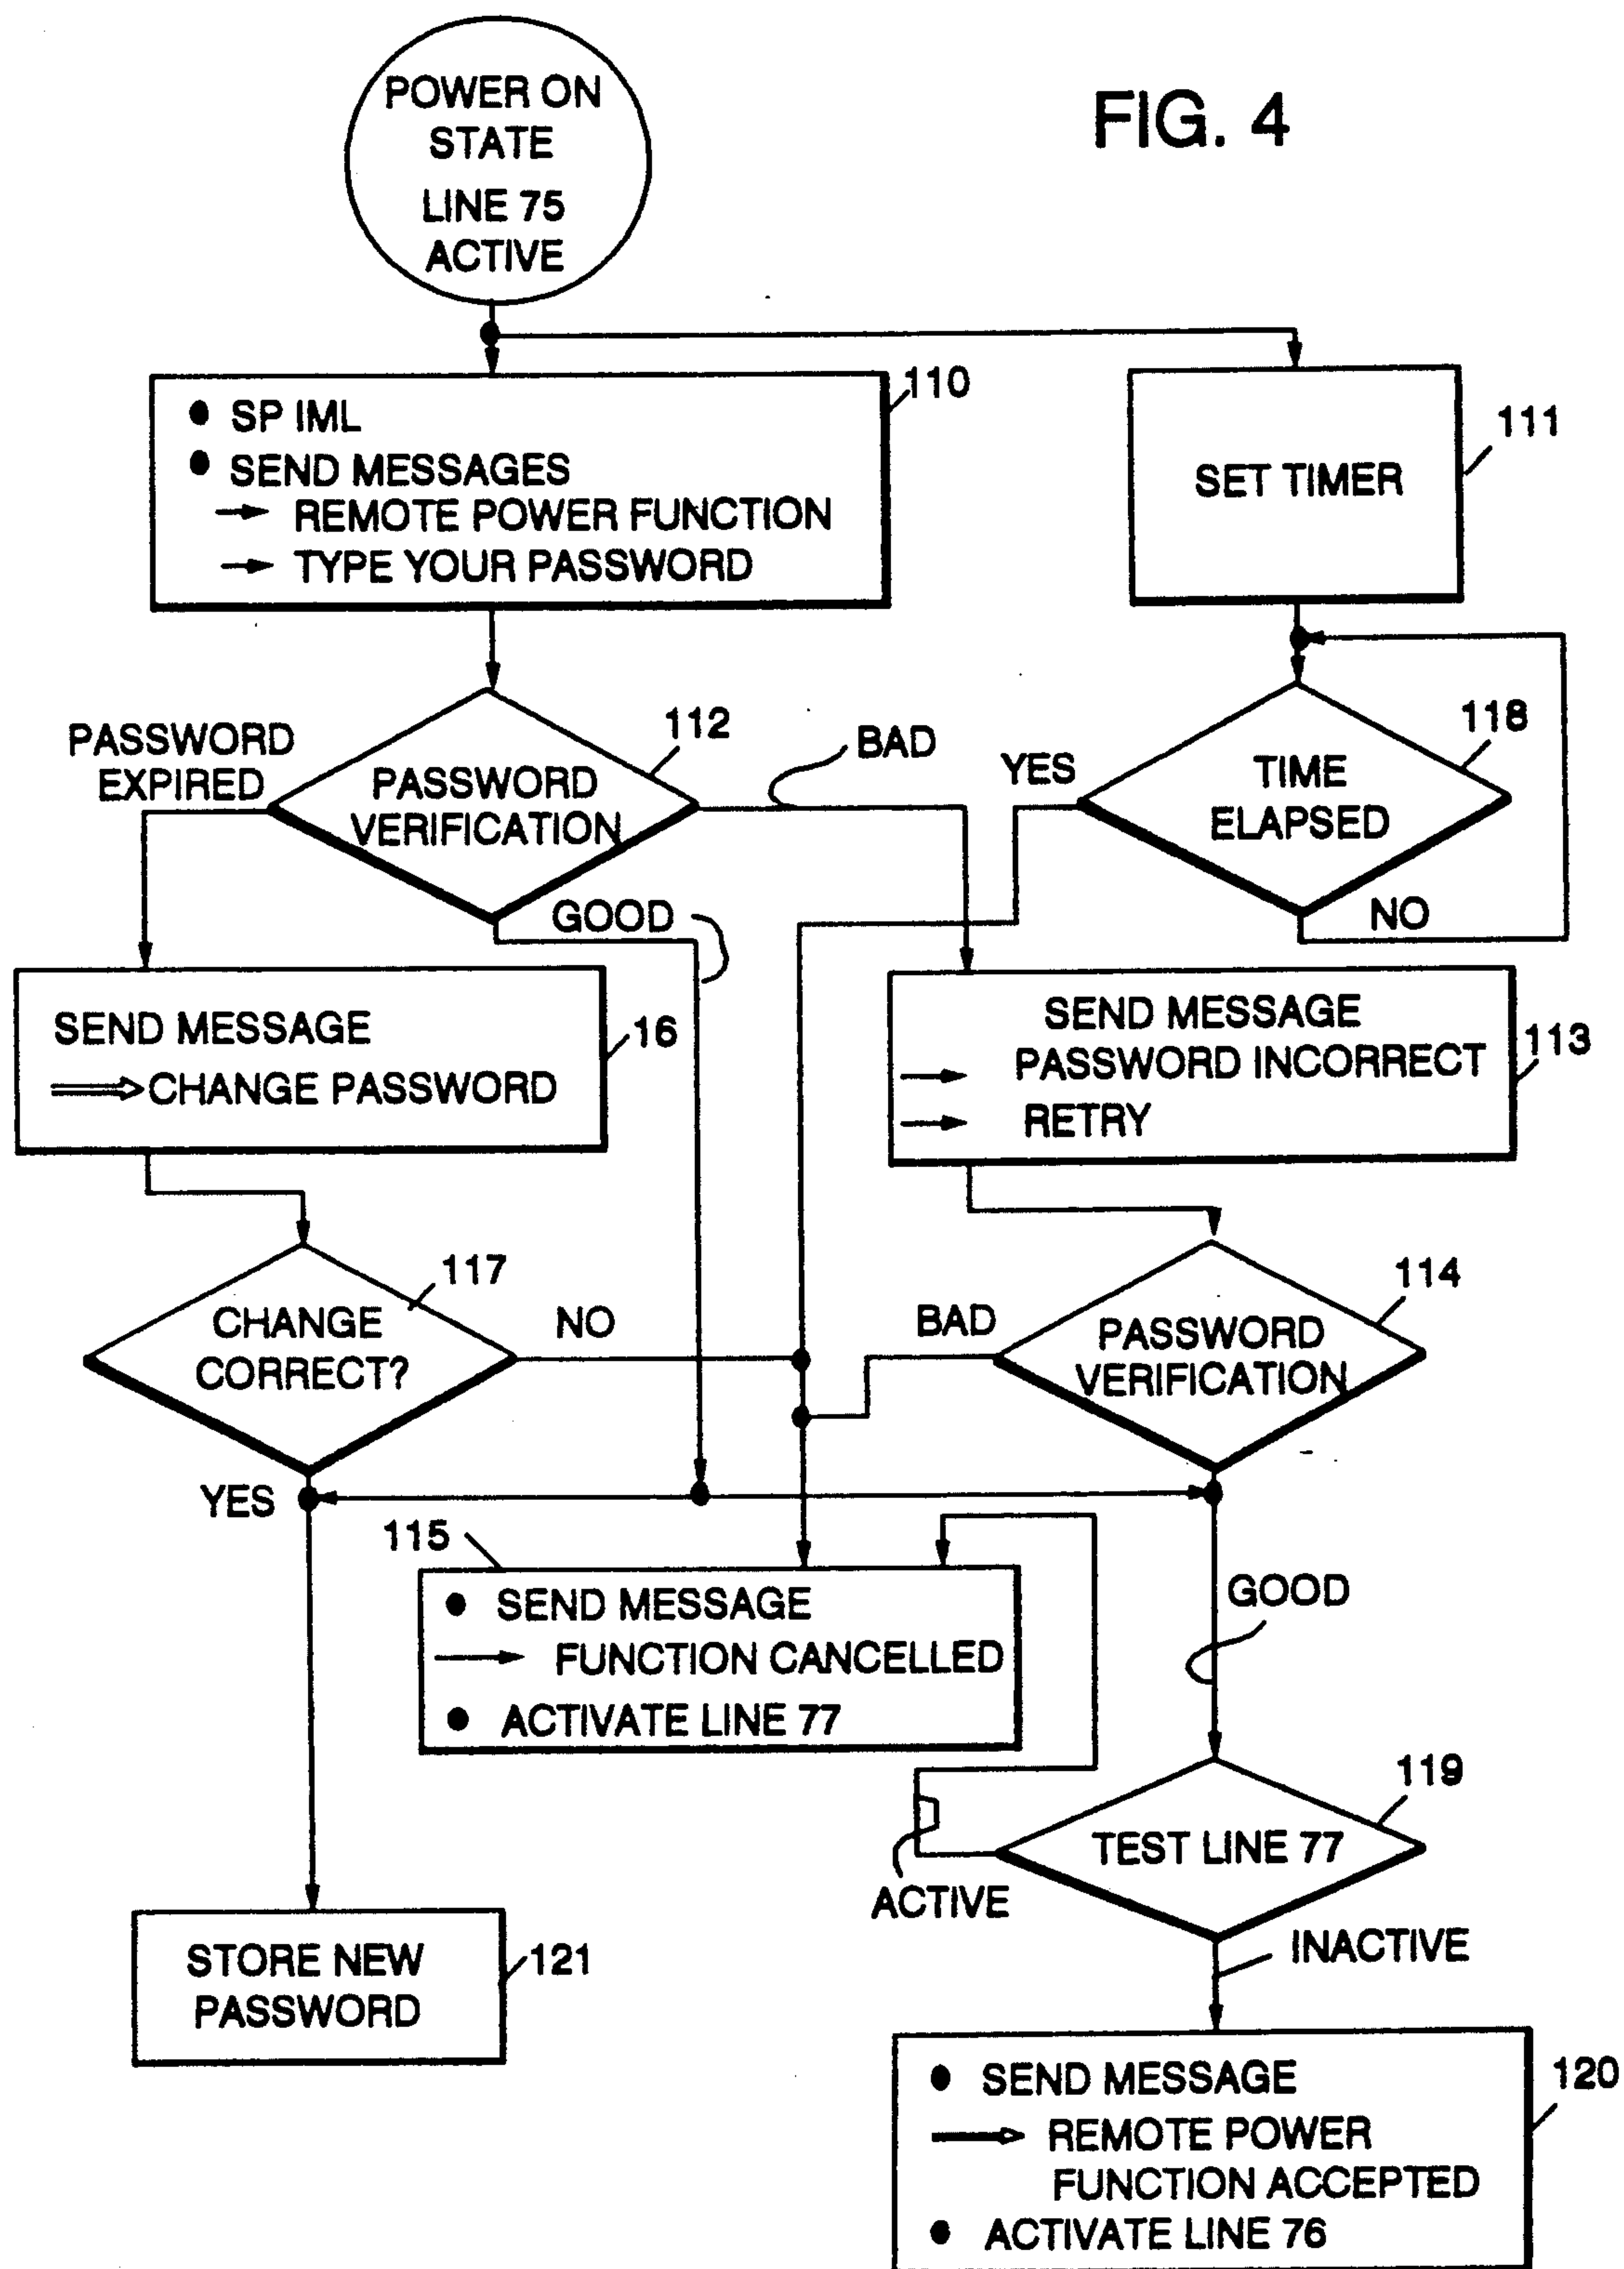 FIG. 4
POWER ON
STATE
LINE 75
ACTIVE
110
● SP IML
● SEND MESSAGES
→ REMOTE POWER FUNCTION
→ TYPE YOUR PASSWORD
111
SET TIMER
PASSWORD
EXPIRED
112
PASSWORD
VERIFICATION
BAD
GOOD
YES
118
TIME
ELAPSED
NO
SEND MESSAGE
⇒ CHANGE PASSWORD
16
SEND MESSAGE
→ PASSWORD INCORRECT
→ RETRY
113
117
CHANGE
CORRECT?
NO
YES
BAD
114
PASSWORD
VERIFICATION
GOOD
115
● SEND MESSAGE
→ FUNCTION CANCELLED
● ACTIVATE LINE 77
119
TEST LINE 77
ACTIVE
INACTIVE
STORE NEW
PASSWORD
121
● SEND MESSAGE
⇒ REMOTE POWER
FUNCTION ACCEPTED
● ACTIVATE LINE 76
120